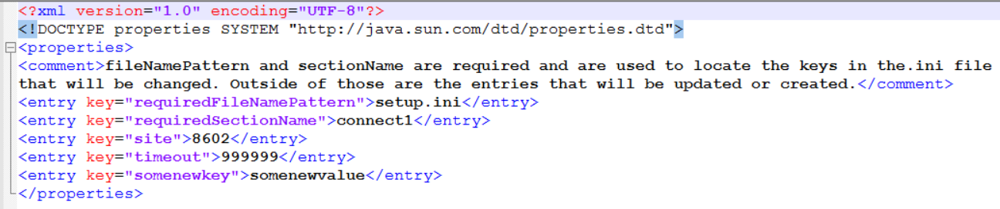 <?xml version="1.0" encoding="UTF-8"?>
<!DOCTYPE properties SYSTEM "http://java.sun.com/dtd/properties.dtd">
<properties>
<comment>fileNamePattern and sectionName are required and are used to locate the keys in the.ini file
that will be changed. Outside of those are the entries that will be updated or created.</comment>
<entry key="requiredFileNamePattern">setup.ini</entry>
<entry key="requiredSectionName">connect1</entry>
<entry key="site">8602</entry>
<entry key="timeout">999999</entry>
<entry key="somenewkey">somenewvalue</entry>
</properties>